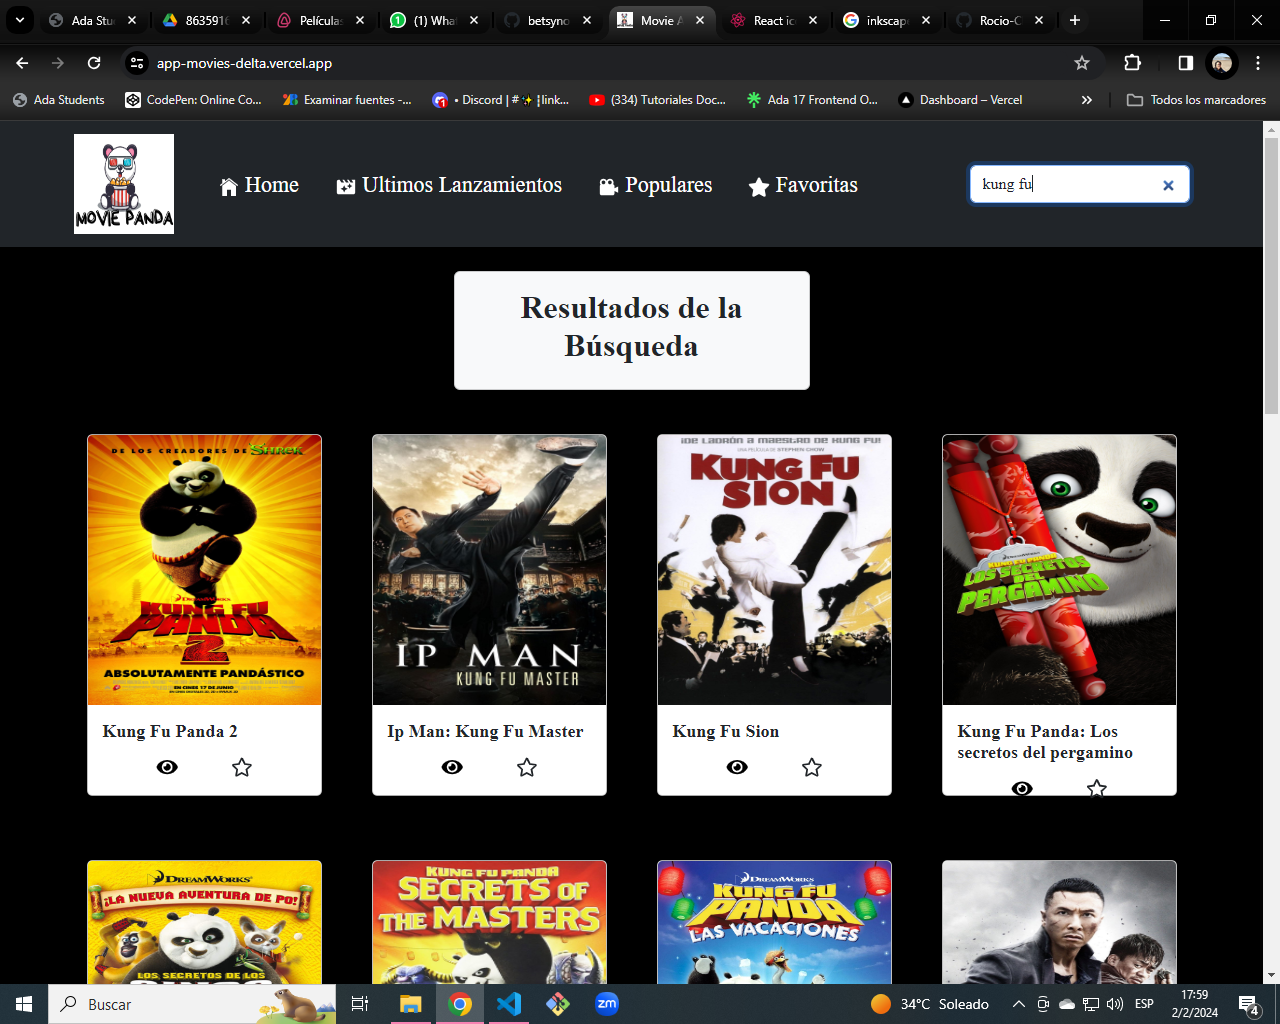 Ada Stu
8635916
Películas
(1) What
betsyno
Movie A
React ic
inkscap
Rocio-C
app-movies-delta.vercel.app
Ada Students
CodePen: Online Co...
Examinar fuentes -...
• Discord | #✨¦link...
(334) Tutoriales Doc...
Ada 17 Frontend O...
Dashboard – Vercel
»
Todos los marcadores
MOVIE PANDA
Home
Ultimos Lanzamientos
Populares
Favoritas
kung fu
Resultados de la
Búsqueda
DE LOS CREADORES DE SHREK
DREAMWORKS
KUNG FU
PANDA
2
ABSOLUTAMENTE PANDÁSTICO
EN CINES 17 DE JUNIO
IP MAN
KUNG FU MASTER
¡DE LADRÓN A MAESTRO DE KUNG FU!
UNA PELÍCULA DE STEPHEN CHOW
KUNG FU
SION
DREAMWORKS
KUNG FU PANDA
LOS SECRETOS
DEL
PERGAMINO
Kung Fu Panda 2
Ip Man: Kung Fu Master
Kung Fu Sion
Kung Fu Panda: Los
secretos del pergamino
DREAMWORKS
¡LA NUEVA AVENTURA DE PO!
LOS SECRETOS DE LOS
CINCO
KUNG FU PANDA
SECRETS OF
THE MASTERS
DREAMWORKS
KUNG FU
PANDA
LAS VACACIONES
Buscar
zm
34°C Soleado
ESP
17:59
2/2/2024
4